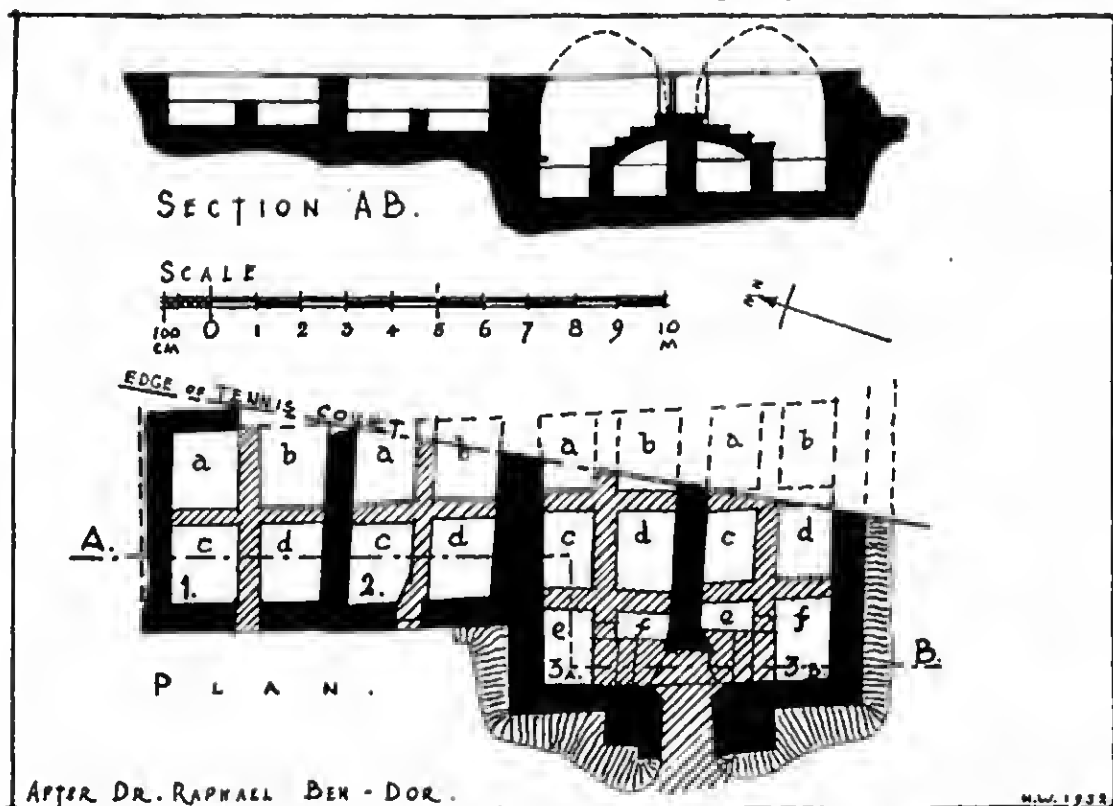 SECTION AB.
SCALE
100 0 1 2 3 4 5 6 7 8 9 10
CM M
EDGE OF TENNIS COURT
a b a b a b a b
A. c d c d c d c d
1. 2. e f e f B.
3A. 3B.
PLAN.
AFTER DR. RAPHAEL BEN-DOR. H.W. 1938